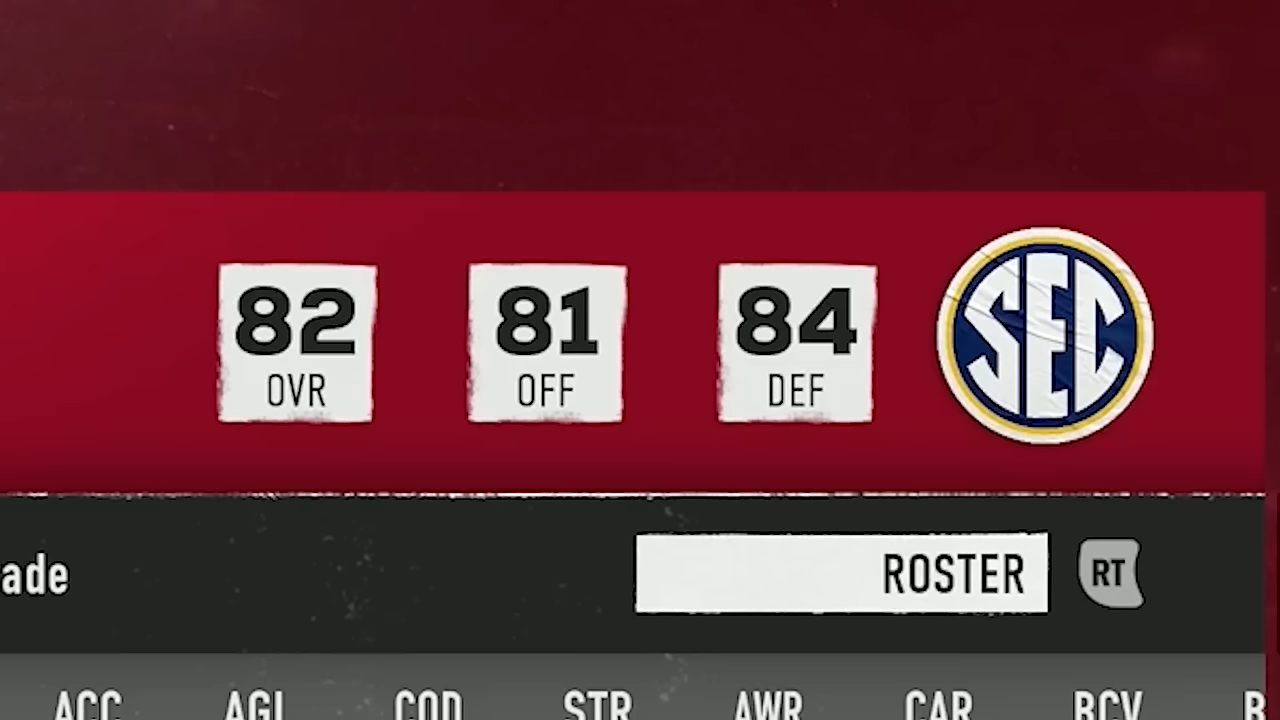 82 81 84
OVR OFF DEF
SEC
ade ROSTER RT
ACC AGI COD STR AWR CAR BCV B